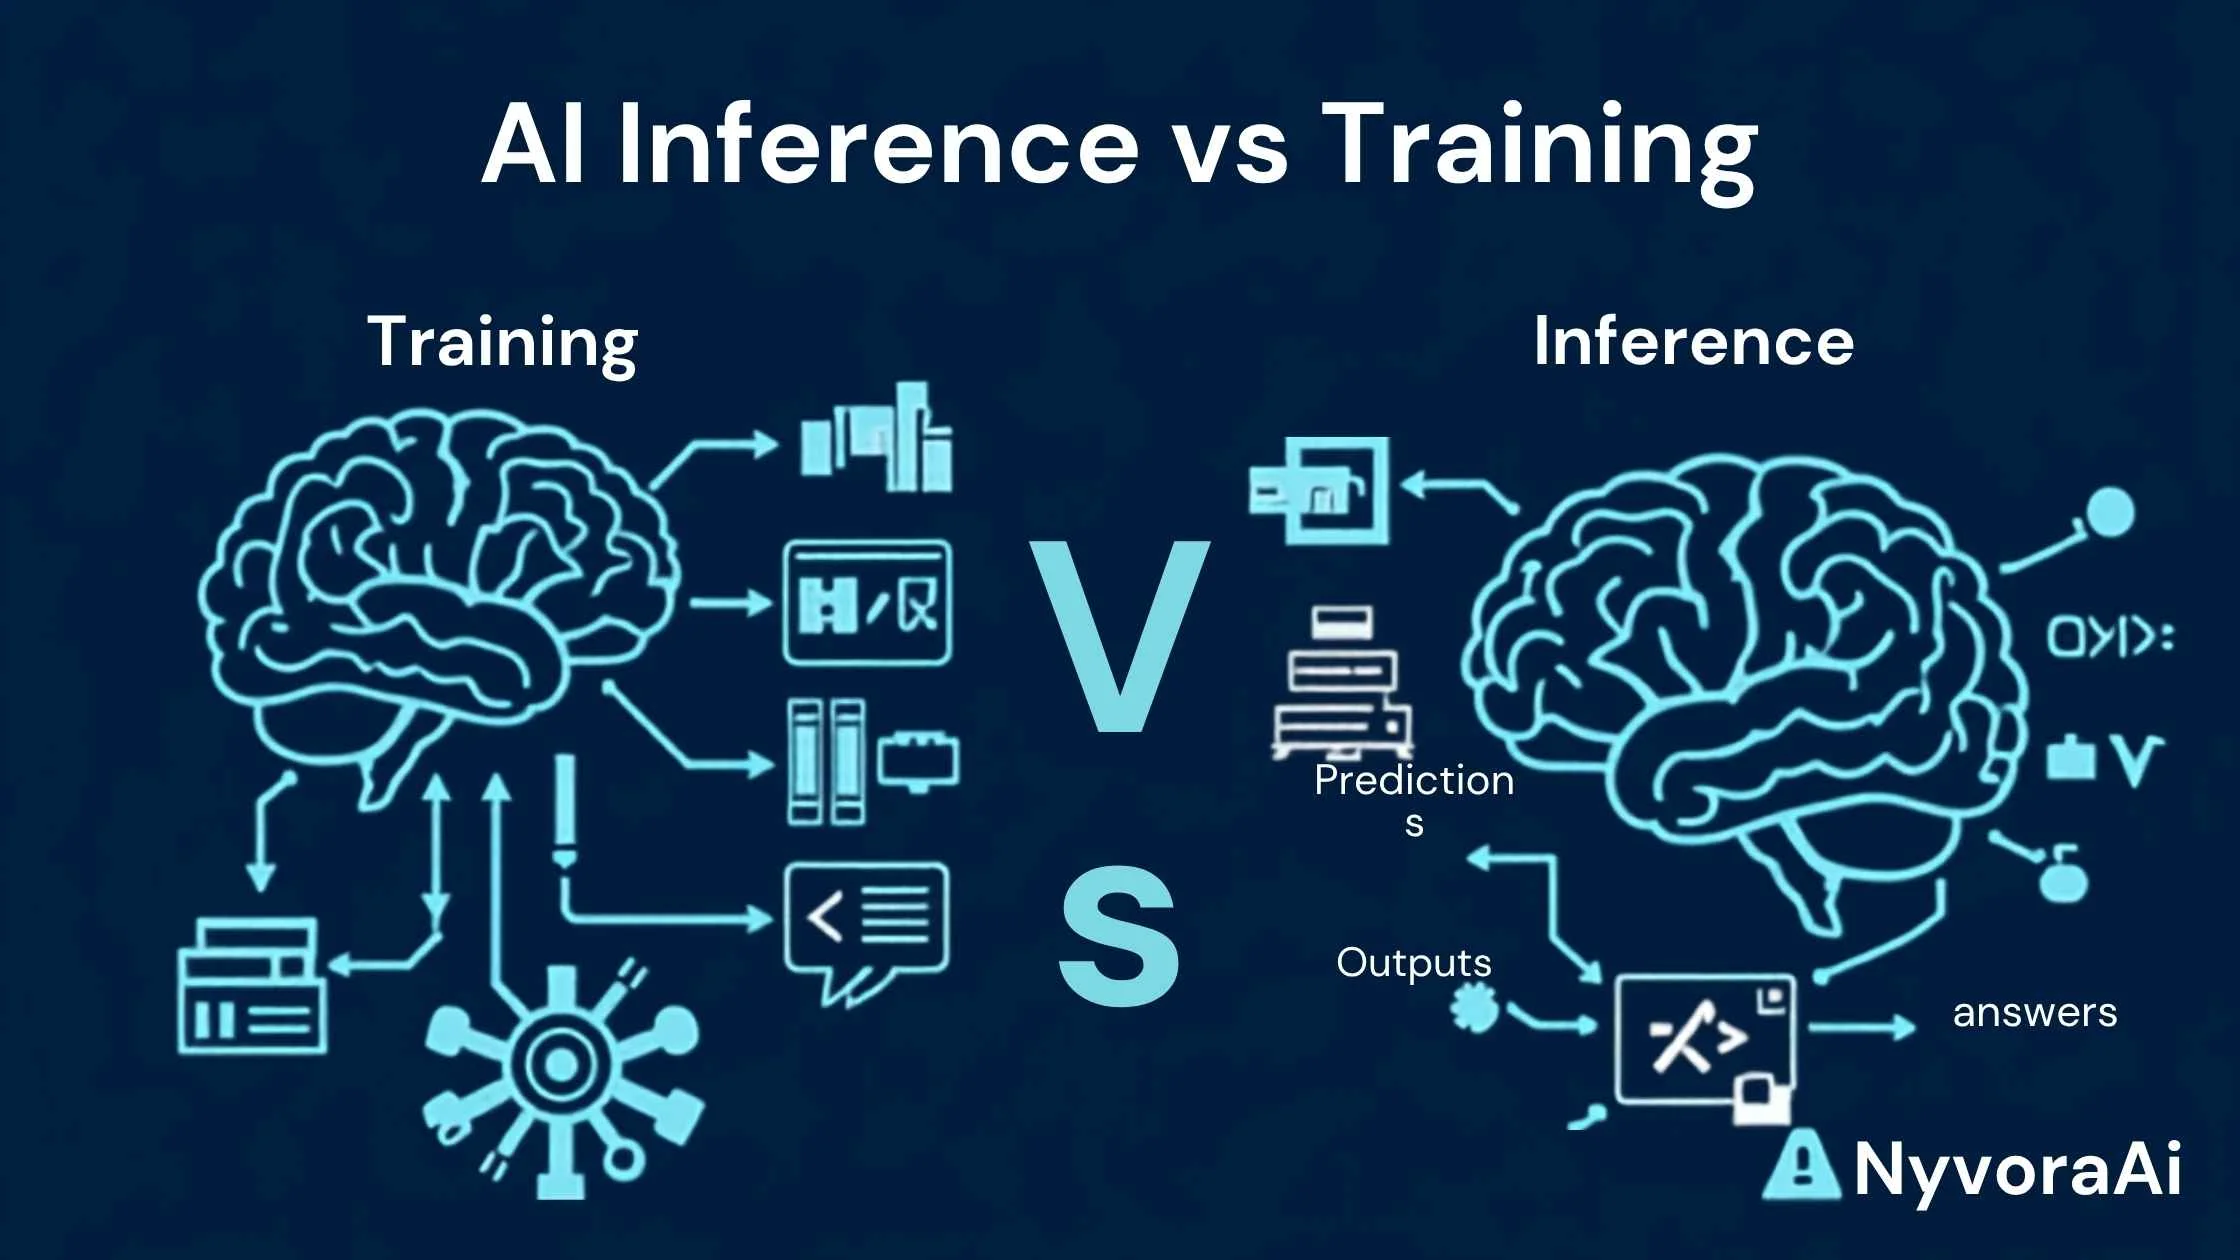 AI Inference vs Training
Training
Inference
V
s
Prediction
s
Outputs
answers
NyvoraAi